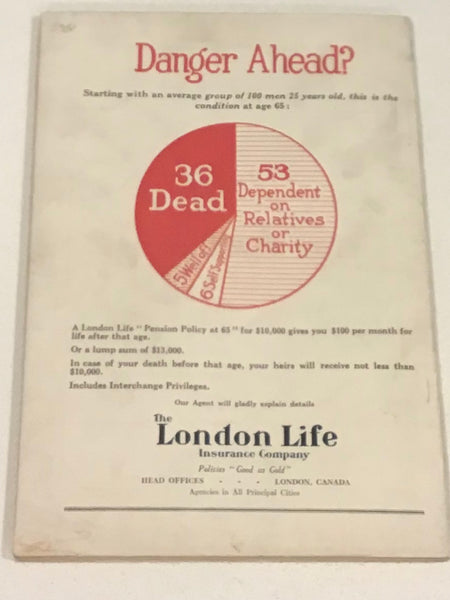 Danger Ahead?
Starting with an average group of 100 men 25 years old, this is the
condition at age 65:
36
Dead
53
Dependent
on
Relatives
or
Charity
5 Well off
6 Self Supporting
A London Life "Pension Policy at 65" for $10,000 gives you $100 per month for
life after that age.
Or a lump sum of $13,000.
In case of your death before that age, your heirs will receive not less than
$10,000.
Includes Interchange Privileges.
Our Agent will gladly explain details
The
London Life
Insurance Company
Policies "Good as Gold"
HEAD OFFICES - - - LONDON, CANADA
Agencies in All Principal Cities